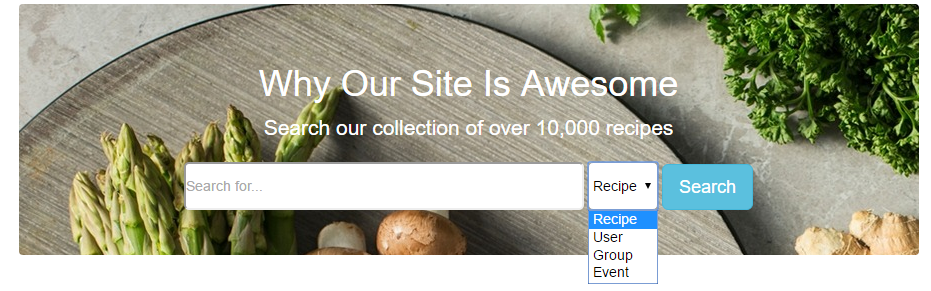 Why Our Site Is Awesome
Search our collection of over 10,000 recipes
Search for...
Recipe
Search
Recipe
User
Group
Event